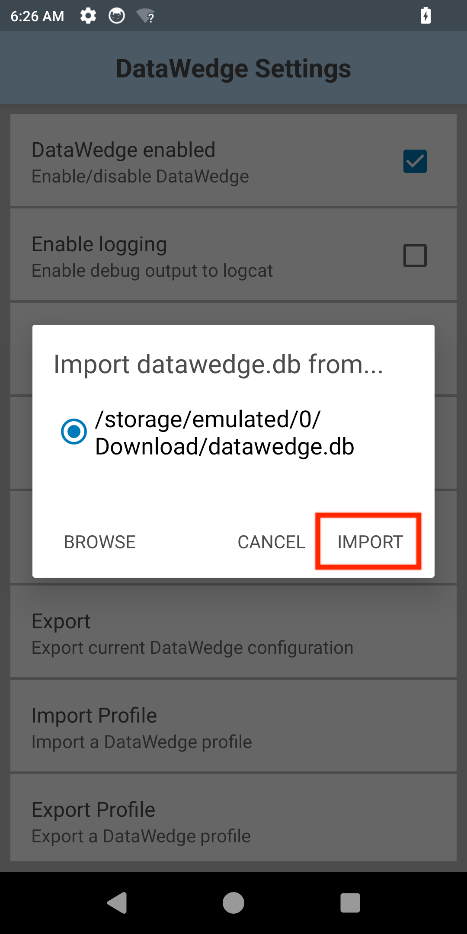 6:26 AM
DataWedge Settings
DataWedge enabled
Enable/disable DataWedge
Enable logging
Enable debug output to logcat
Import datawedge.db from...
/storage/emulated/0/
Download/datawedge.db
BROWSE
CANCEL
IMPORT
Export
Export current DataWedge configuration
Import Profile
Import a DataWedge profile
Export Profile
Export a DataWedge profile